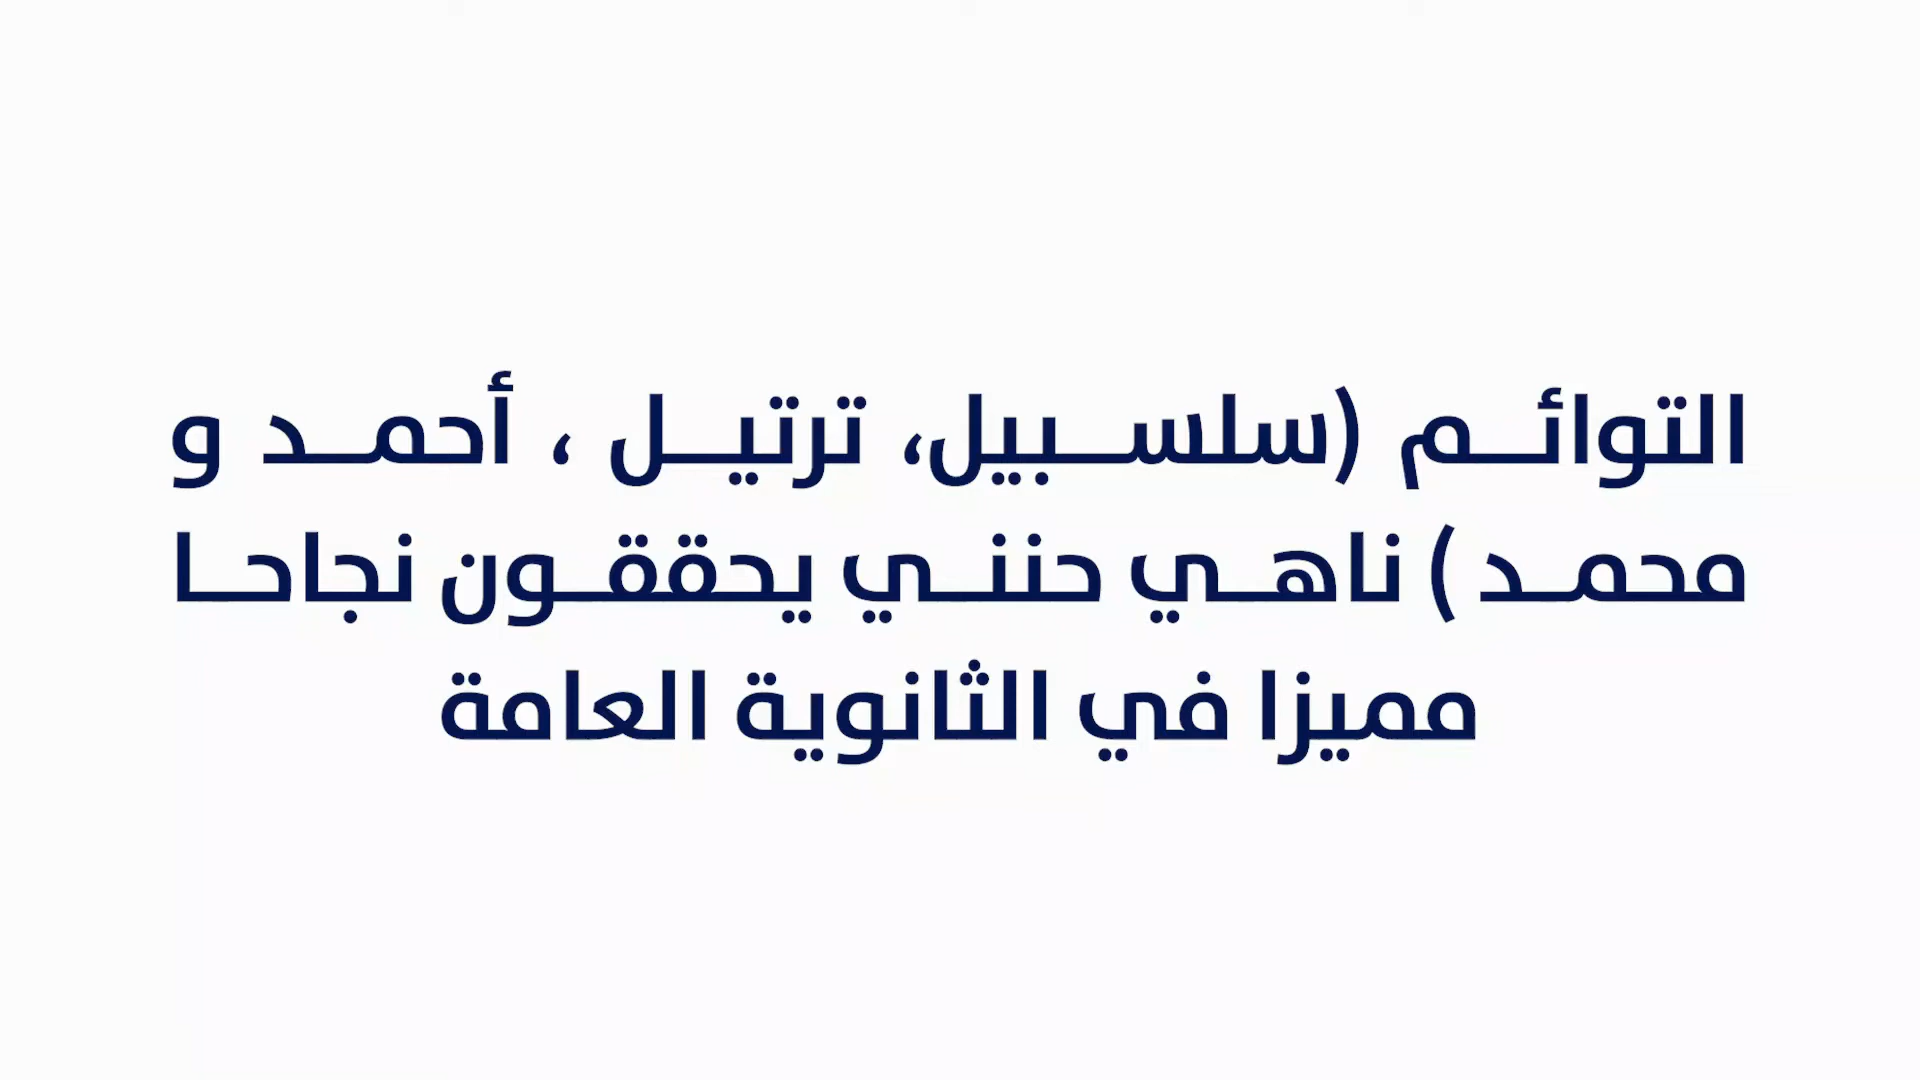 التوائم (سلسبيل، ترتيل ، أحمد و
محمد ) ناهي حنني يحققون نجاحا
مميزا في الثانوية العامة